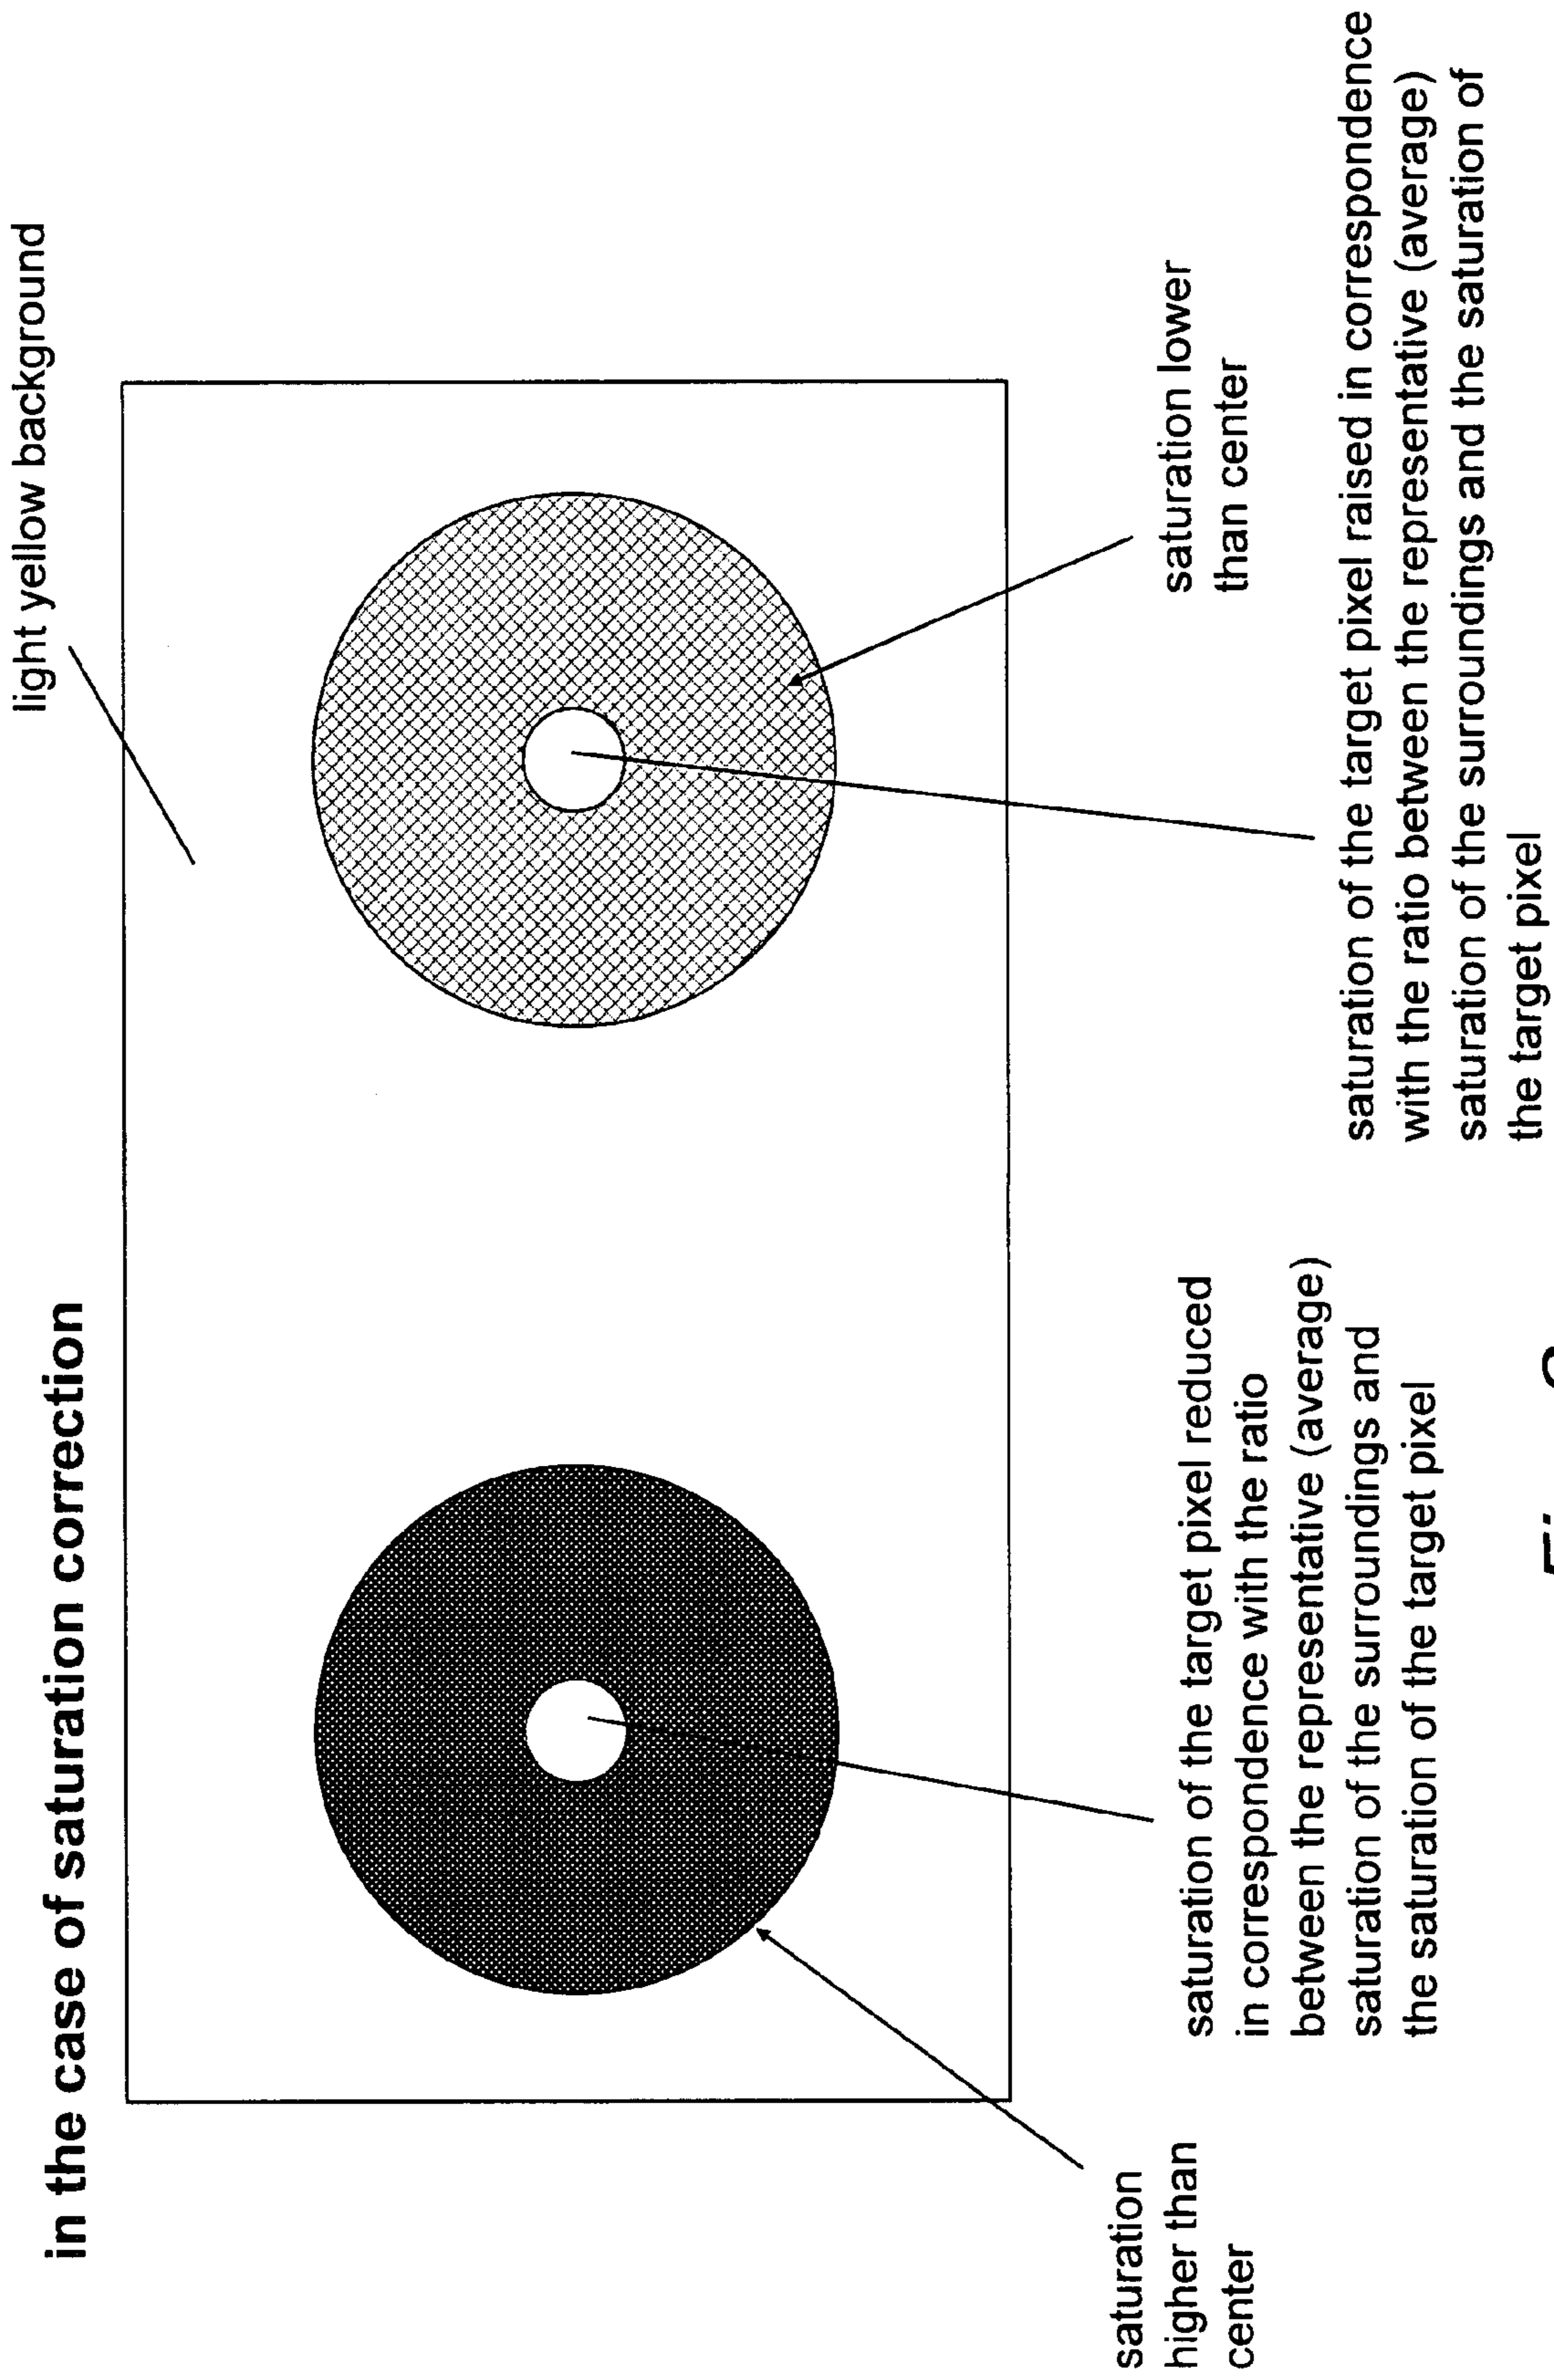 in the case of saturation correction
light yellow background
saturation
higher than
center
saturation of the target pixel reduced
in correspondence with the ratio
between the representative (average)
saturation of the surroundings and
the saturation of the target pixel
saturation lower
than center
saturation of the target pixel raised in correspondence
with the ratio between the representative (average)
saturation of the surroundings and the saturation of
the target pixel